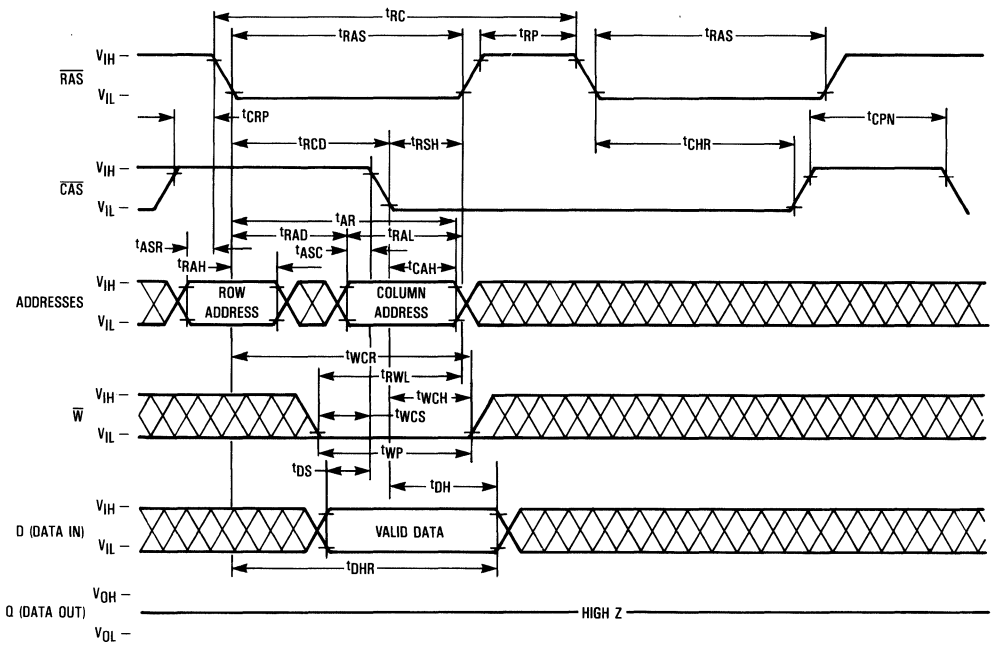 tRC
tRAS tRP tRAS
VIH
RAS
VIL
tCRP tCPN
tRCD tRSH tCHR
VIH
CAS
VIL
tAR
tRAD tRAL
tASR tASC
tRAH tCAH
VIH
ADDRESSES ROW ADDRESS COLUMN ADDRESS
VIL
tWCR
tRWL
tWCH
VIH
W tWCS
VIL
tWP
tDS
tDH
VIH
D (DATA IN) VALID DATA
VIL
tDHR
VOH
Q (DATA OUT) HIGH Z
VOL